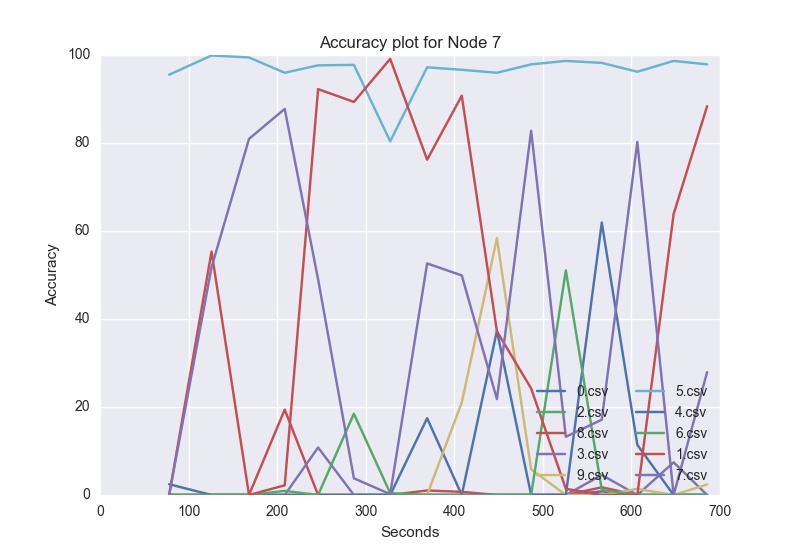 Accuracy plot for Node 7
100
80
60
40
20
0
Accuracy
0.csv 5.csv
2.csv 4.csv
8.csv 6.csv
3.csv 1.csv
9.csv 7.csv
0 100 200 300 400 500 600 700
Seconds